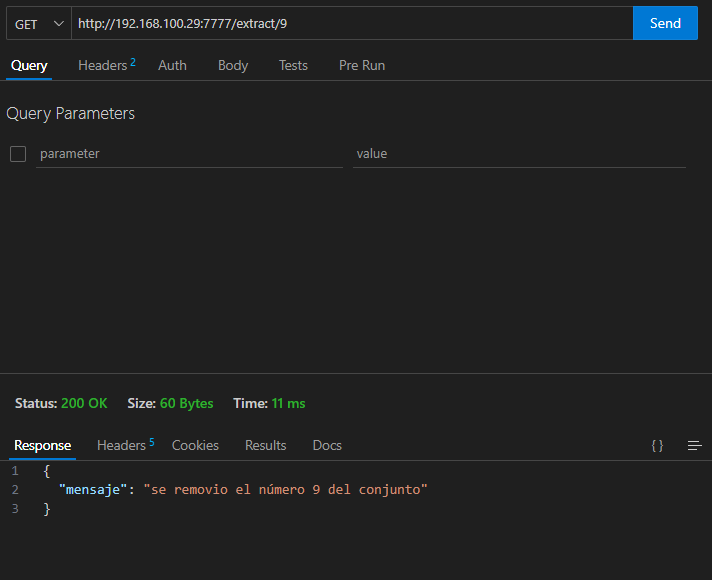 GET http://192.168.100.29:7777/extract/9 Send
Query Headers 2 Auth Body Tests Pre Run
Query Parameters
parameter value
Status: 200 OK Size: 60 Bytes Time: 11 ms
Response Headers 5 Cookies Results Docs { }
1 {
2 "mensaje": "se removio el número 9 del conjunto"
3 }